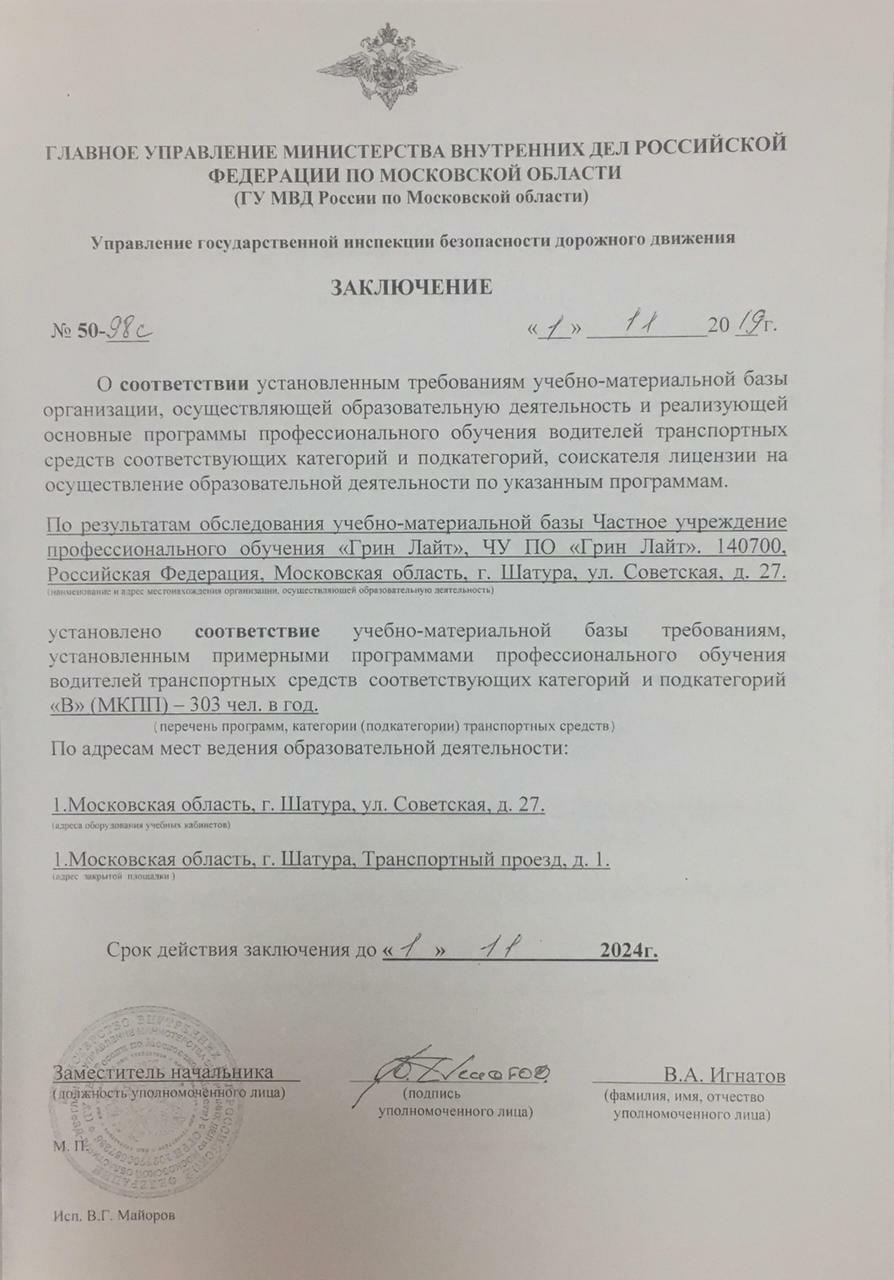 ГЛАВНОЕ УПРАВЛЕНИЕ МИНИСТЕРСТВА ВНУТРЕННИХ ДЕЛ РОССИЙСКОЙ
ФЕДЕРАЦИИ ПО МОСКОВСКОЙ ОБЛАСТИ
(ГУ МВД России по Московской области)
Управление государственной инспекции безопасности дорожного движения
ЗАКЛЮЧЕНИЕ
№ 50-98с «1» 11 2019г.
О соответствии установленным требованиям учебно-материальной базы
организации, осуществляющей образовательную деятельность и реализующей
основные программы профессионального обучения водителей транспортных
средств соответствующих категорий и подкатегорий, соискателя лицензии на
осуществление образовательной деятельности по указанным программам.
По результатам обследования учебно-материальной базы Частное учреждение
профессионального обучения «Грин Лайт», ЧУ ПО «Грин Лайт». 140700,
Российская Федерация, Московская область, г. Шатура, ул. Советская, д. 27.
(наименование и адрес местонахождения организации, осуществляющей образовательную деятельность)
установлено соответствие учебно-материальной базы требованиям,
установленным примерными программами профессионального обучения
водителей транспортных средств соответствующих категорий и подкатегорий
«В» (МКПП) – 303 чел. в год.
(перечень программ, категории (подкатегории) транспортных средств)
По адресам мест ведения образовательной деятельности:
1.Московская область, г. Шатура, ул. Советская, д. 27.
(адреса оборудования учебных кабинетов)
1.Московская область, г. Шатура, Транспортный проезд, д. 1.
(адрес закрытой площадки )
Срок действия заключения до «1» 11 2024г.
Заместитель начальника В.А. Игнатов
(должность уполномоченного лица) (подпись (фамилия, имя, отчество
уполномоченного лица) уполномоченного лица)
М. П.
Исп. В.Г. Майоров